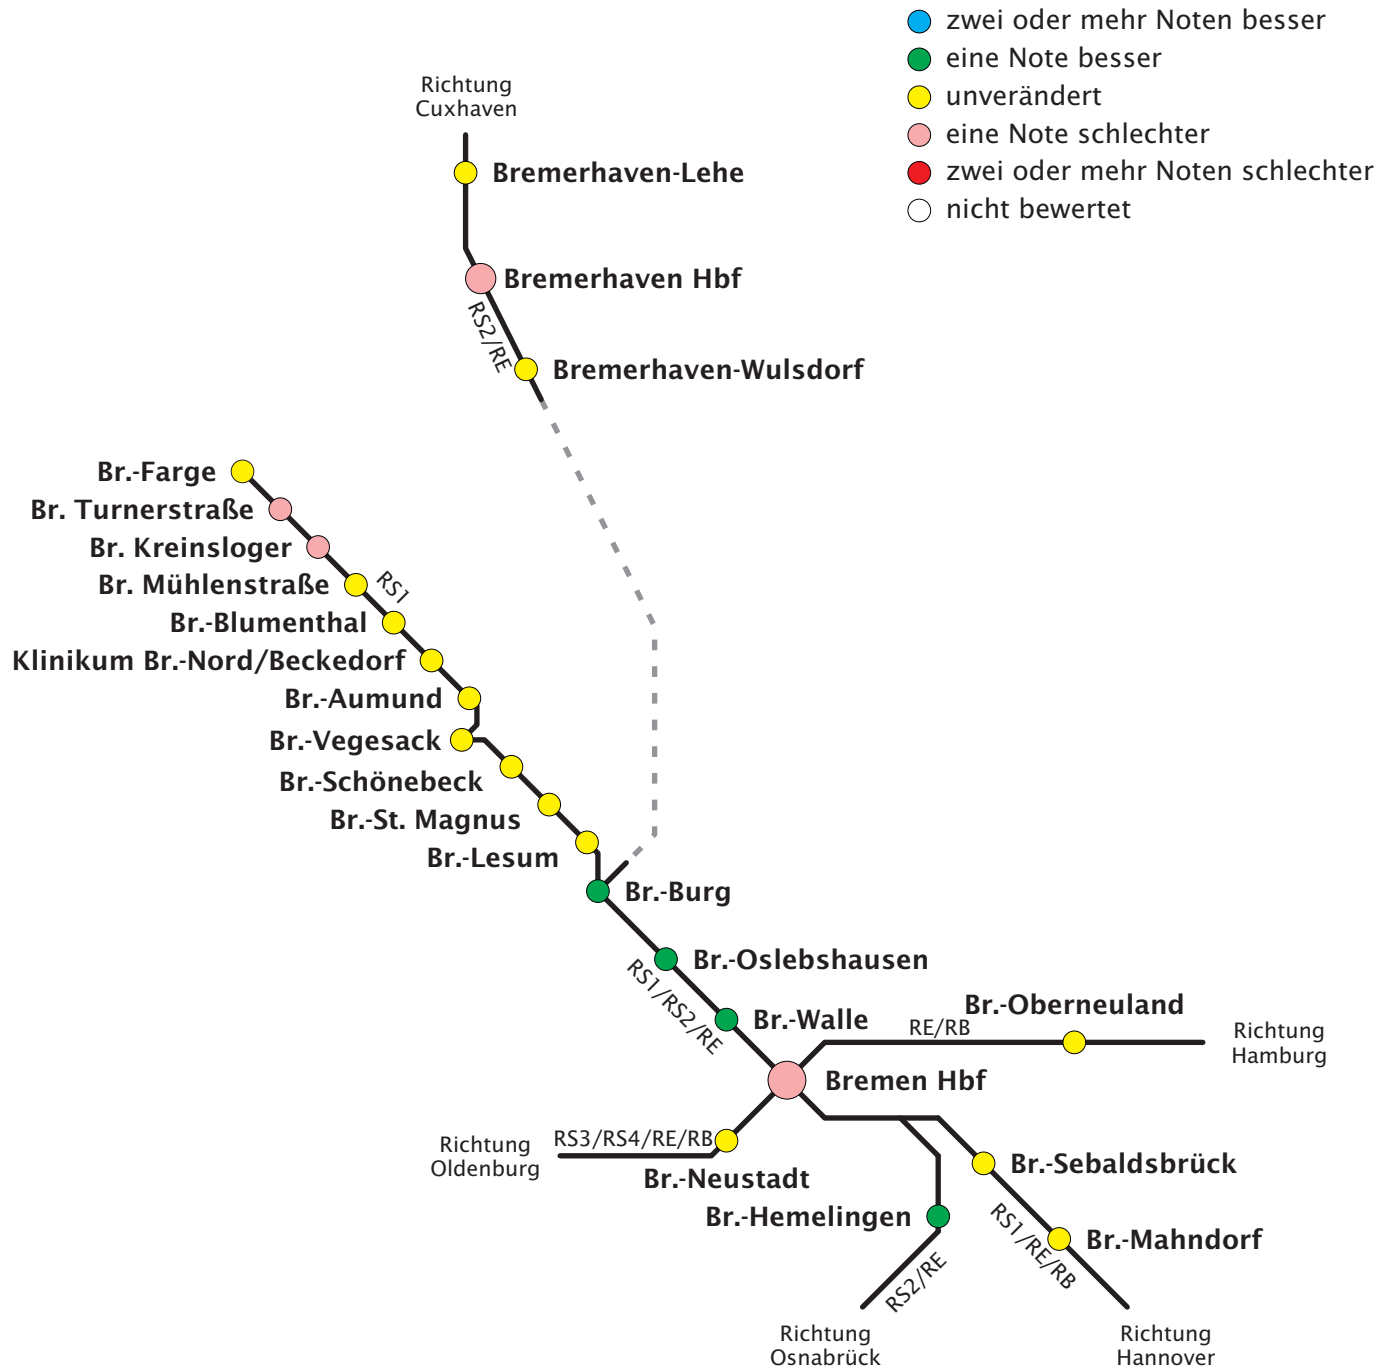 zwei oder mehr Noten besser
eine Note besser
unverändert
eine Note schlechter
zwei oder mehr Noten schlechter
nicht bewertet
Richtung
Cuxhaven
Bremerhaven-Lehe
Bremerhaven Hbf
RS2/RE
Bremerhaven-Wulsdorf
Br.-Farge
Br. Turnerstraße
Br. Kreinsloger
Br. Mühlenstraße
RS1
Br.-Blumenthal
Klinikum Br.-Nord/Beckedorf
Br.-Aumund
Br.-Vegesack
Br.-Schönebeck
Br.-St. Magnus
Br.-Lesum
Br.-Burg
Br.-Oslebshausen
RS1/RS2/RE
Br.-Walle
Br.-Oberneuland
RE/RB
Richtung
Hamburg
Bremen Hbf
RS3/RS4/RE/RB
Richtung
Oldenburg
Br.-Neustadt
Br.-Sebaldsbrück
Br.-Hemelingen
RS1/RE/RB
Br.-Mahndorf
RS2/RE
Richtung
Osnabrück
Richtung
Hannover